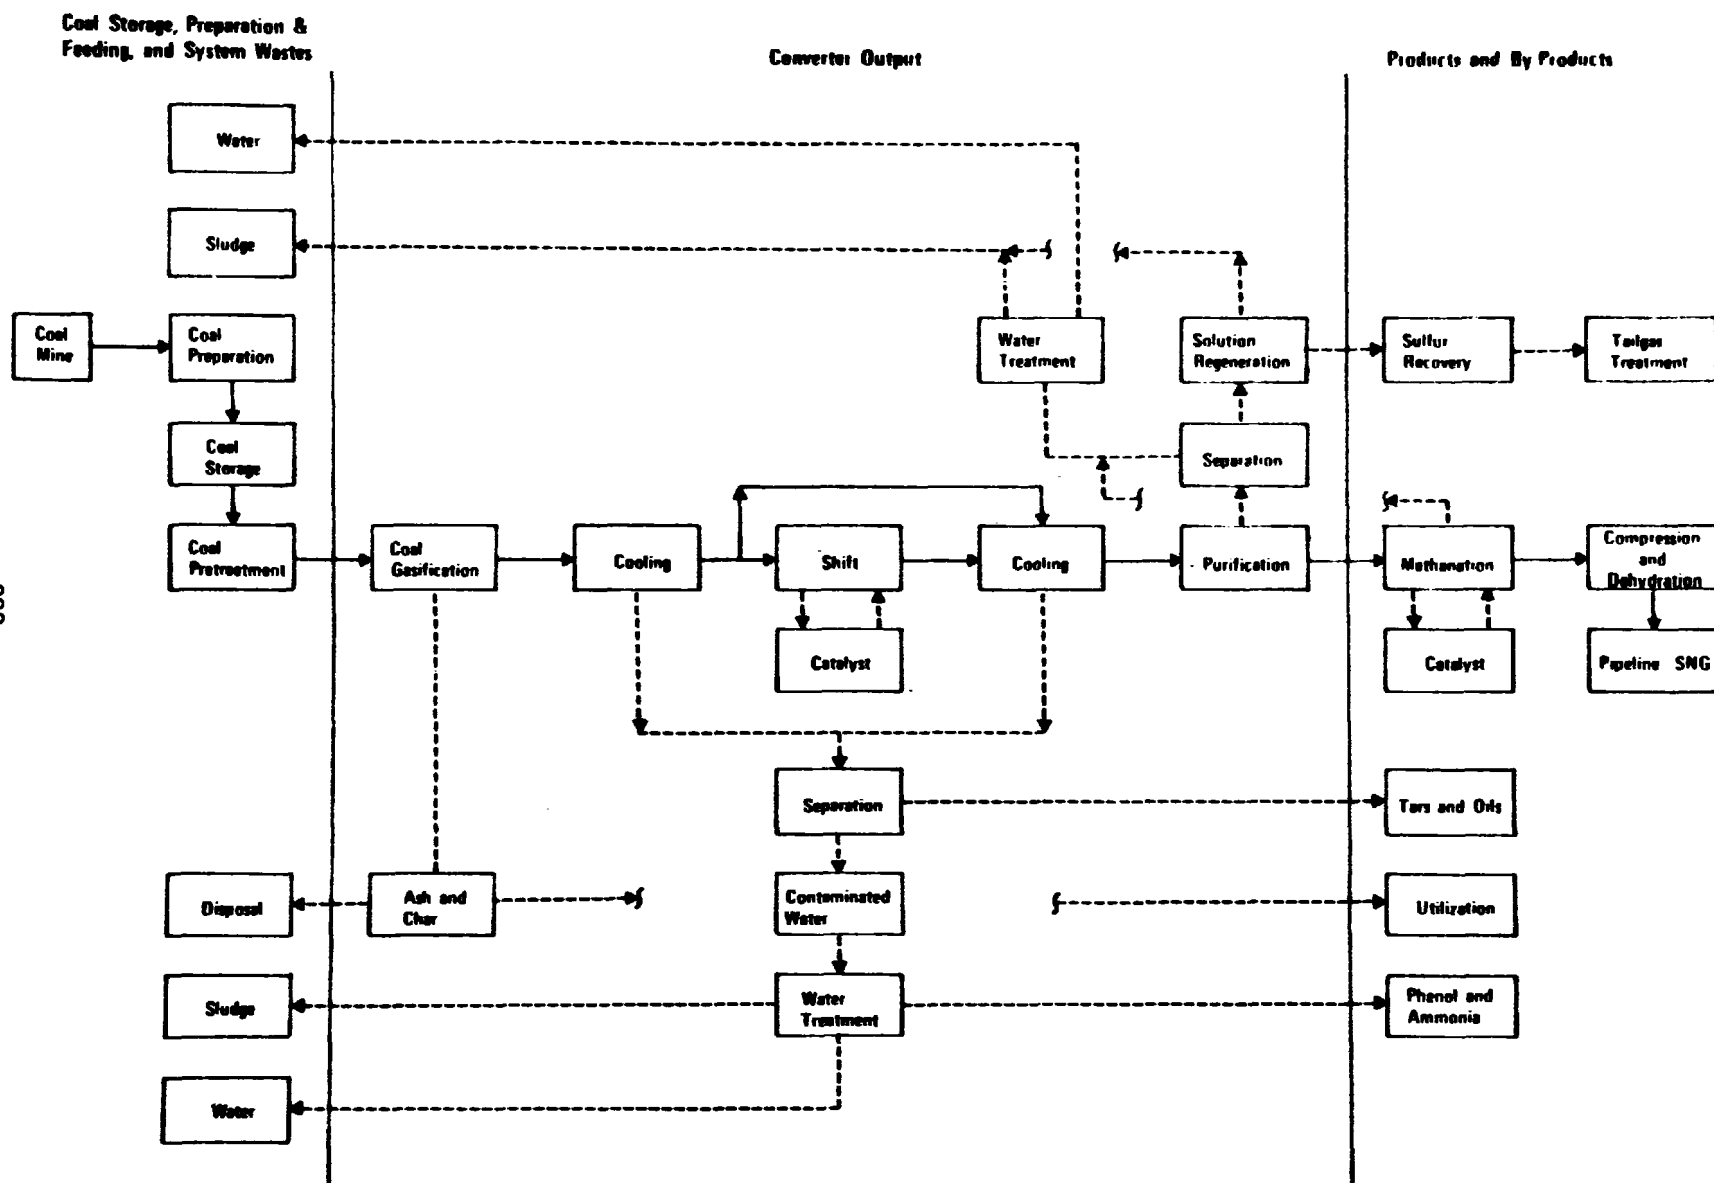 Coal Storage, Preparation &
Feeding, and System Wastes
Converter Output
Products and By Products
Water
Sludge
Coal
Mine
Coal
Preparation
Water
Treatment
Solution
Regeneration
Sulfur
Recovery
Tailgas
Treatment
Coal
Storage
Separation
Coal
Pretreatment
Coal
Gasification
Cooling
Shift
Cooling
Purification
Methanation
Compression
and
Dehydration
Catalyst
Catalyst
Pipeline SNG
Separation
Tars and Oils
Disposal
Ash and
Char
Contaminated
Water
Utilization
Sludge
Water
Treatment
Phenol and
Ammonia
Water